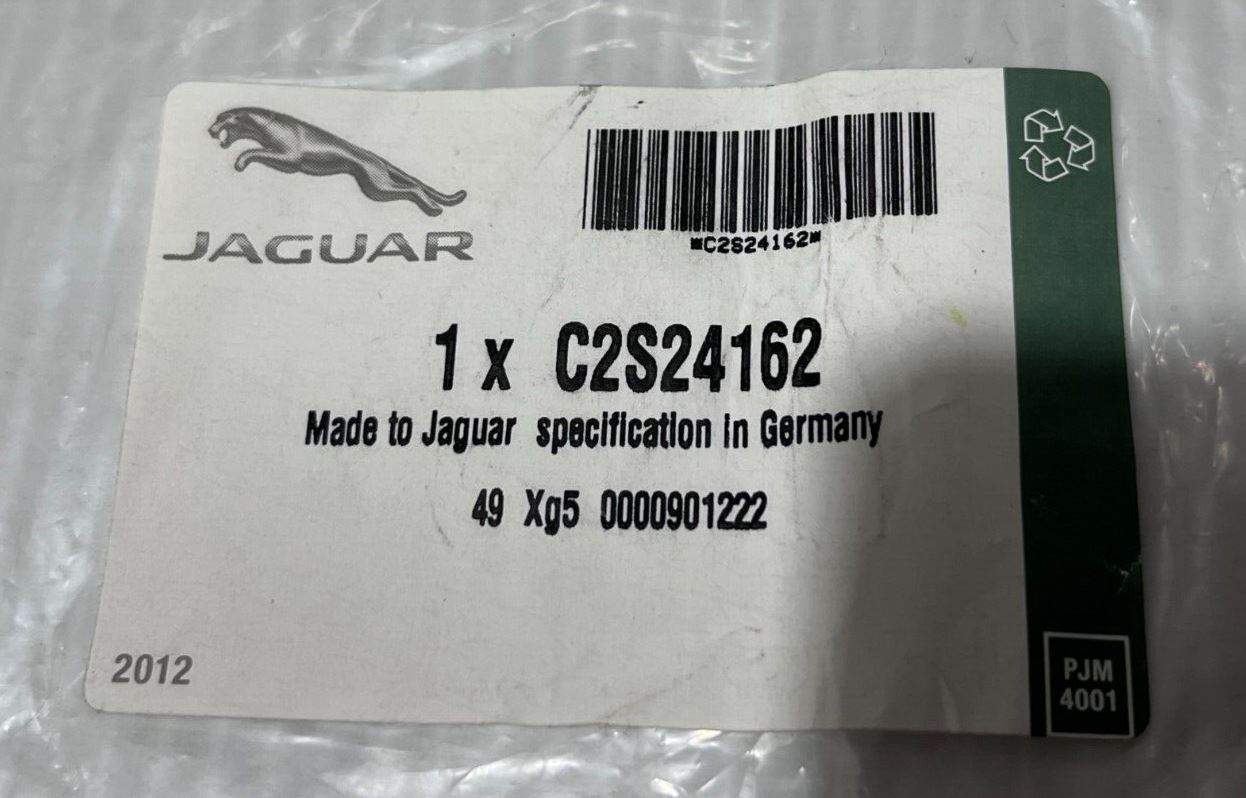 JAGUAR
*C2S24162*
1 x C2S24162
Made to Jaguar specification in Germany
49 Xg5 0000901222
2012
PJM
4001